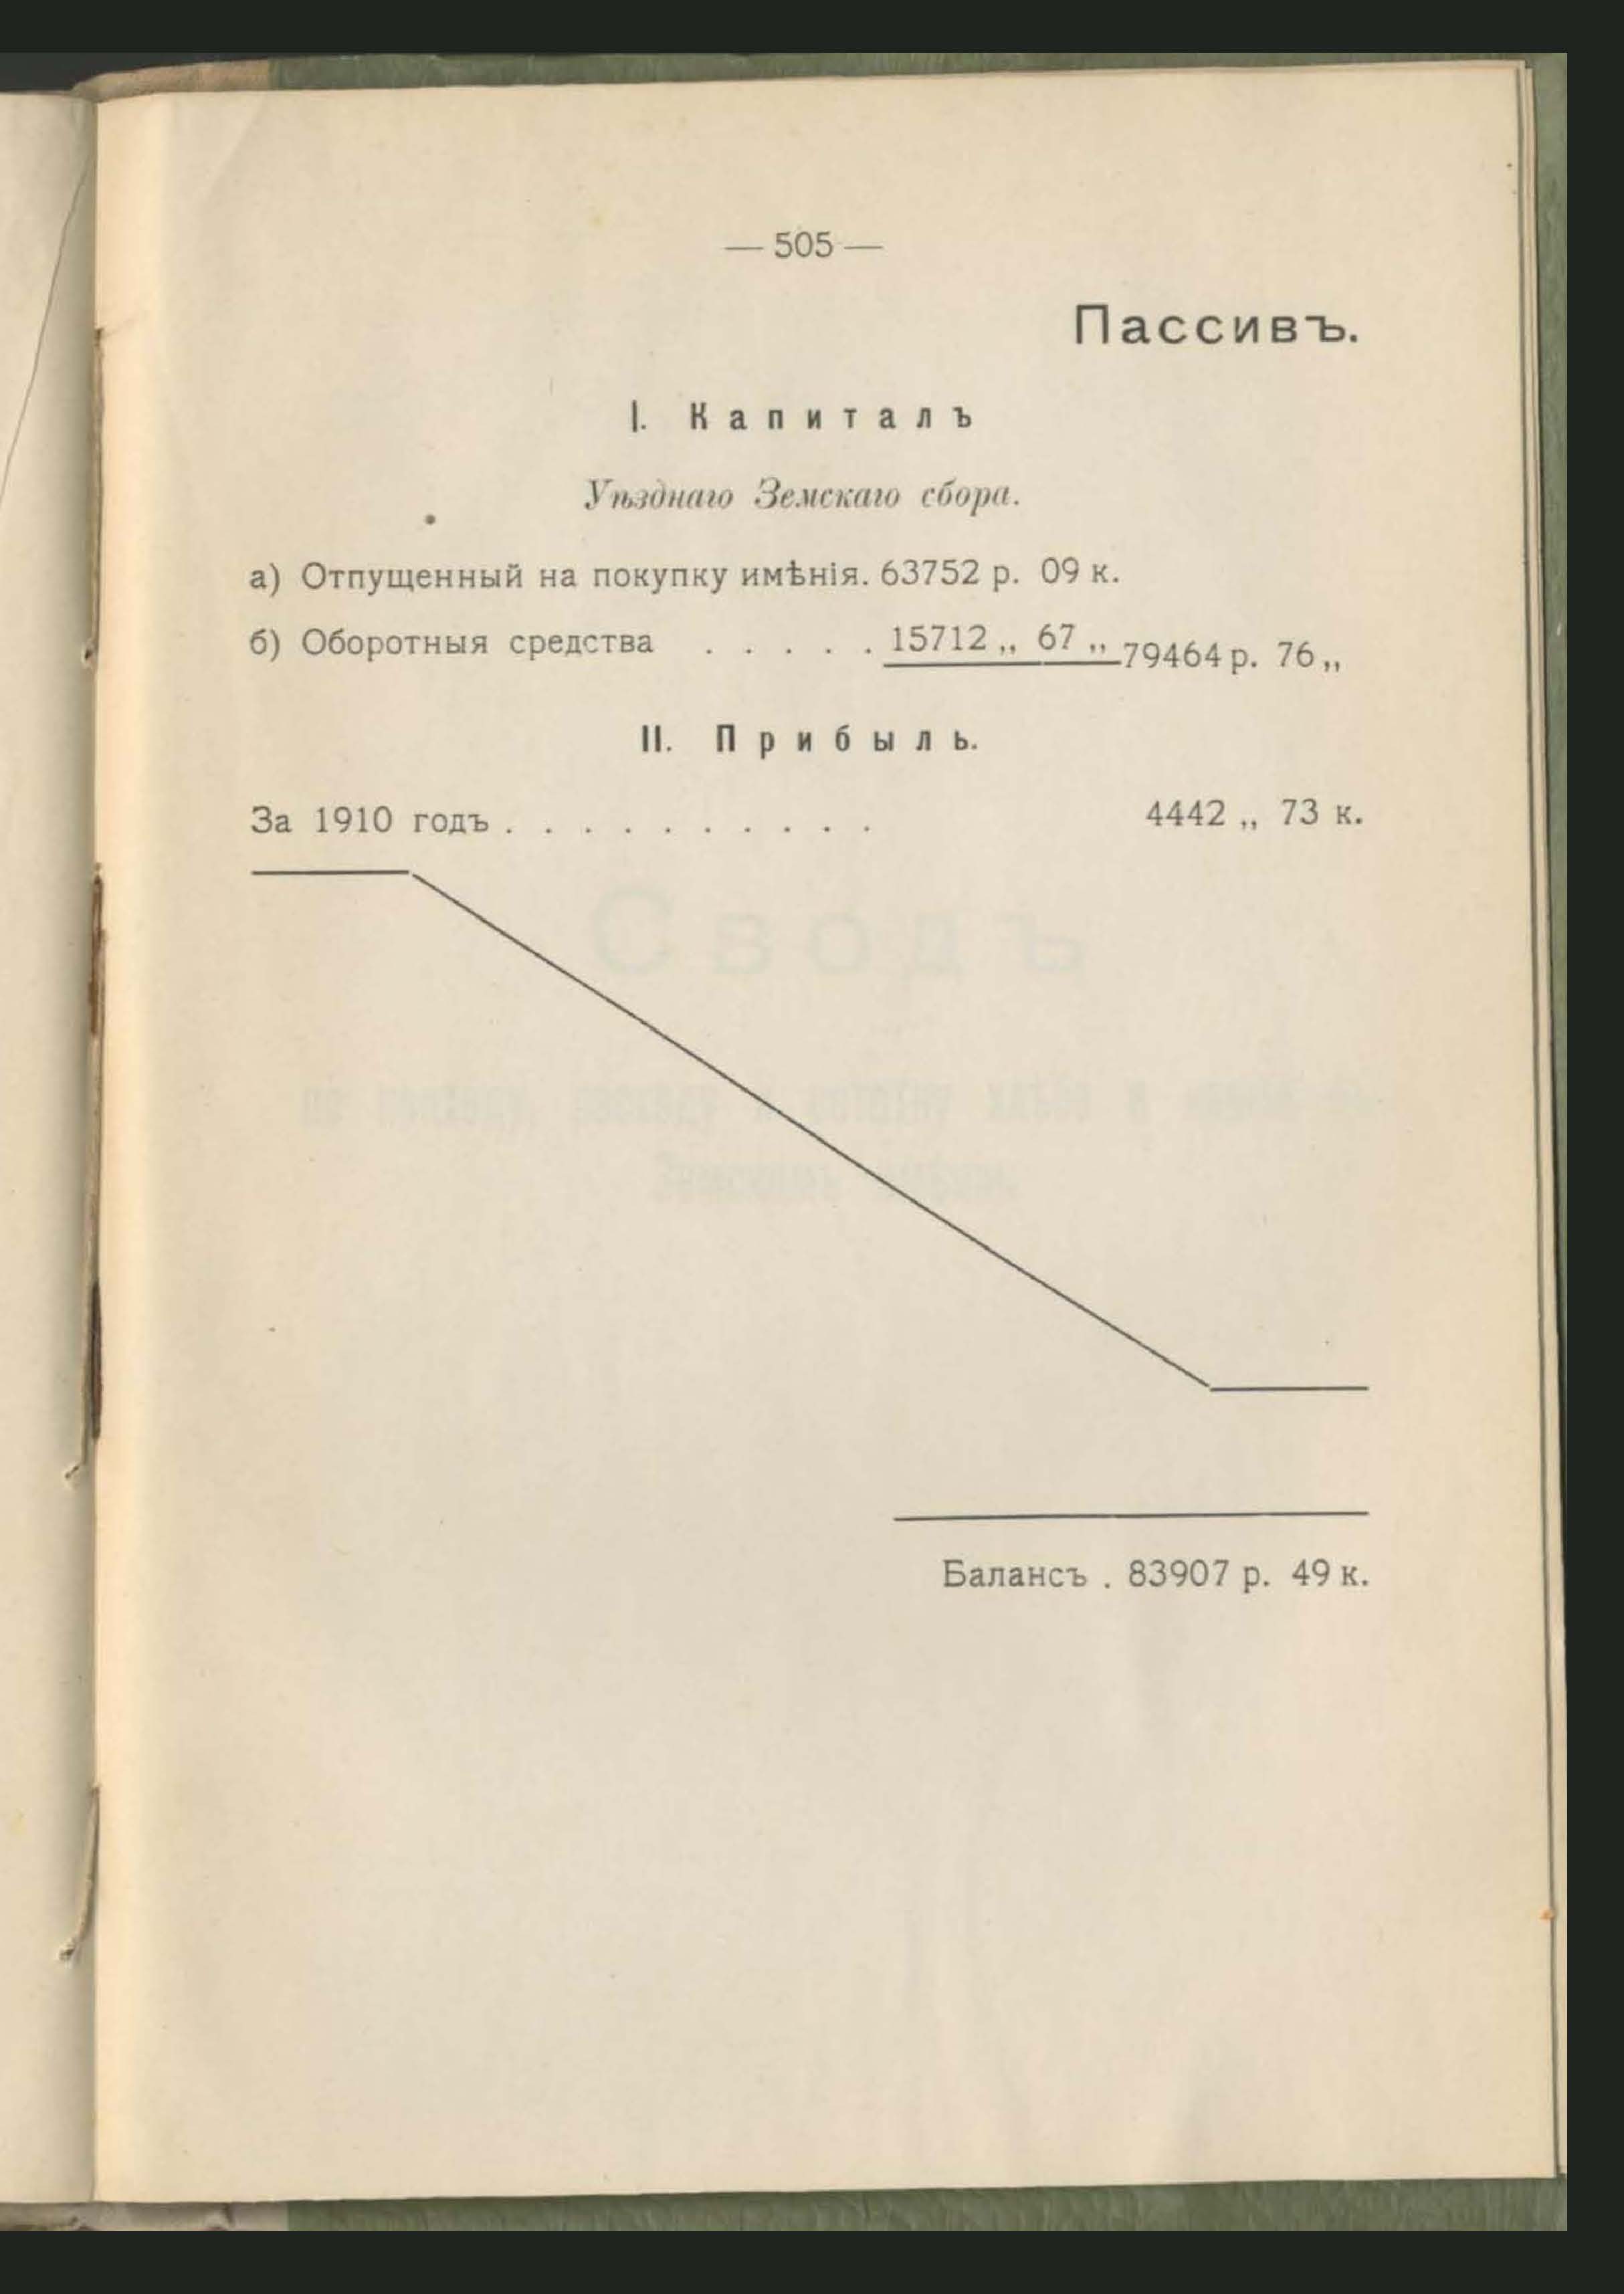 — 505 —
Пассивъ.
I. Капиталъ
Уѣзднаго Земскаго сбора.
а) Отпущенный на покупку имѣнія. 63752 р. 09 к.
б) Оборотныя средства . . . . . 15712 „ 67 „ 79464 р. 76 „
II. Прибыль.
За 1910 годъ . . . . . . . . . . 4442 „ 73 к.
Сводъ
Балансъ . 83907 р. 49 к.